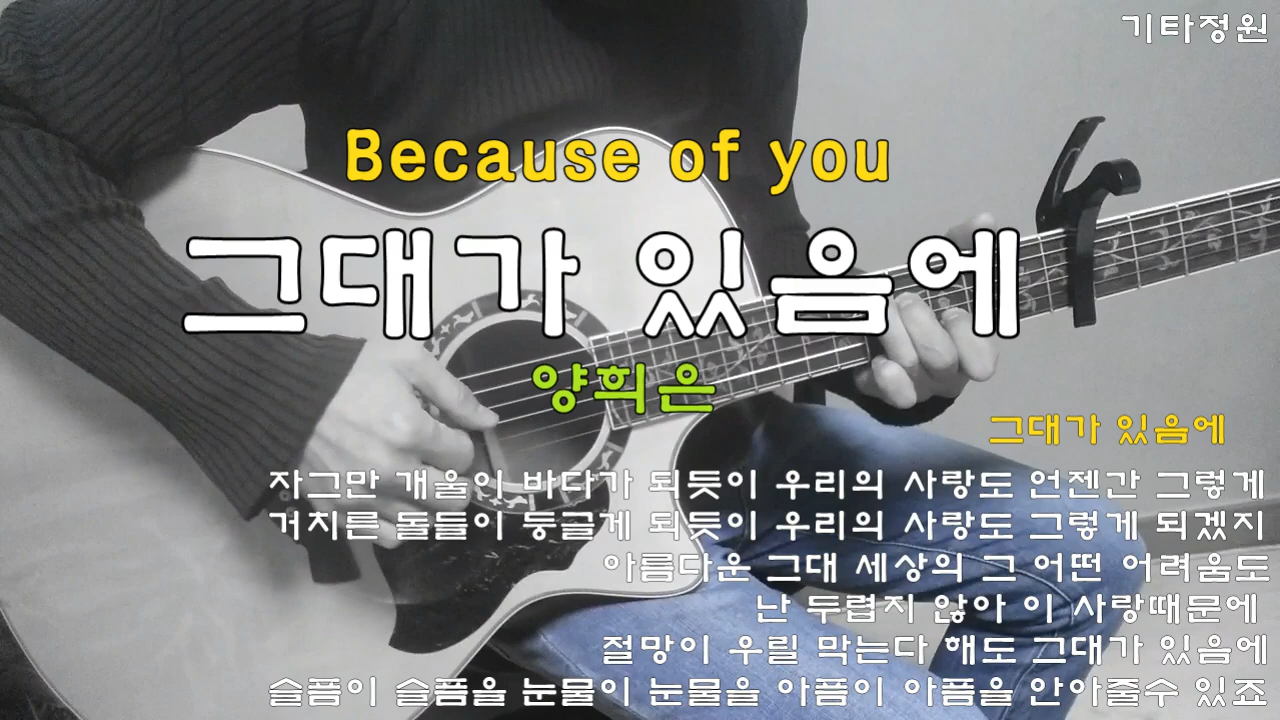 기타정원
Because of you
그대가 있음에
양희은
그대가 있음에
자그만 개울이 바다가 되듯이 우리의 사랑도 언젠간 그렇게
거치른 돌들이 둥글게 되듯이 우리의 사랑도 그렇게 되겠지
아름다운 그대 세상의 그 어떤 어려움도
난 두렵지 않아 이 사랑때문에
절망이 우릴 막는다 해도 그대가 있음에
슬픔이 슬픔을 눈물이 눈물을 아픔이 아픔을 안아줄수 있죠